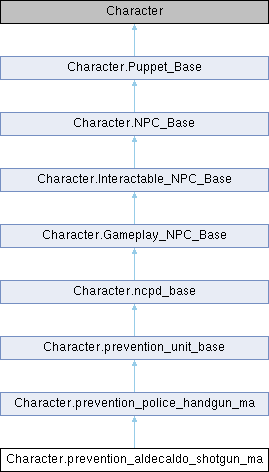 Character
Character.Puppet_Base
Character.NPC_Base
Character.Interactable_NPC_Base
Character.Gameplay_NPC_Base
Character.ncpd_base
Character.prevention_unit_base
Character.prevention_police_handgun_ma
Character.prevention_aldecaldo_shotgun_ma